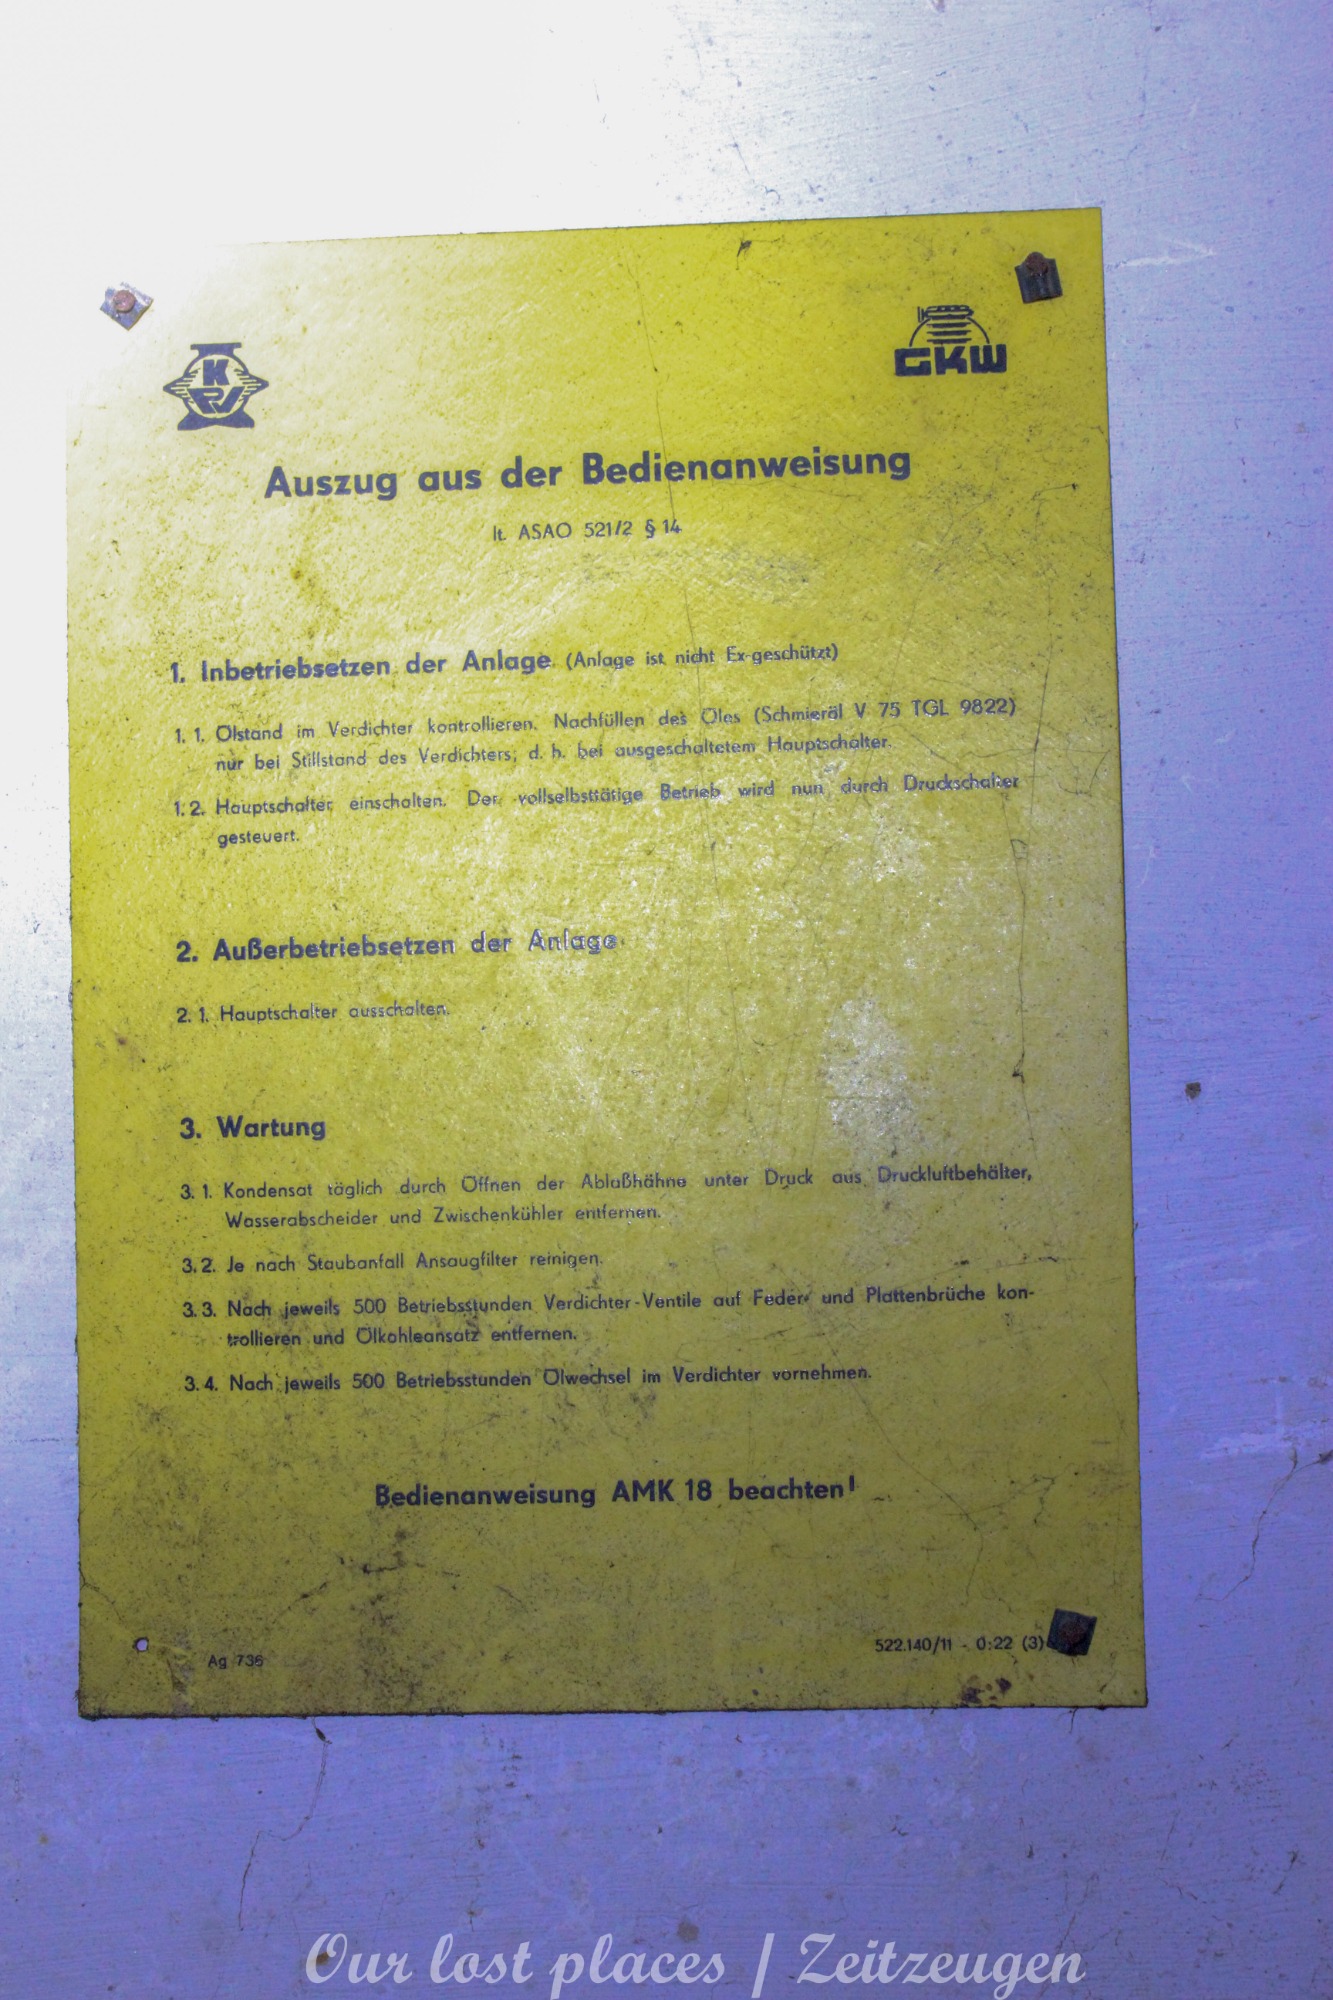 K
PV
GKW
Auszug aus der Bedienanweisung
lt. ASAO 521/2 § 14
1. Inbetriebsetzen der Anlage (Anlage ist nicht Ex-geschützt)
1. 1. Ölstand im Verdichter kontrollieren. Nachfüllen des Öles (Schmieröl V 75 TGL 9822)
nur bei Stillstand des Verdichters; d. h. bei ausgeschaltetem Hauptschalter.
1. 2. Hauptschalter einschalten. Der vollselbsttätige Betrieb wird nun durch Druckschalter
gesteuert.
2. Außerbetriebsetzen der Anlage
2. 1. Hauptschalter ausschalten.
3. Wartung
3. 1. Kondensat täglich durch Öffnen der Ablaßhähne unter Druck aus Druckluftbehälter,
Wasserabscheider und Zwischenkühler entfernen.
3. 2. Je nach Staubanfall Ansaugfilter reinigen.
3. 3. Nach jeweils 500 Betriebsstunden Verdichter-Ventile auf Feder- und Plattenbrüche kon-
trollieren und Ölkohleansatz entfernen.
3. 4. Nach jeweils 500 Betriebsstunden Ölwechsel im Verdichter vornehmen.
Bedienanweisung AMK 18 beachten!
Ag 736
522.140/11 - 0:22 (3)
Our lost places / Zeitzeugen